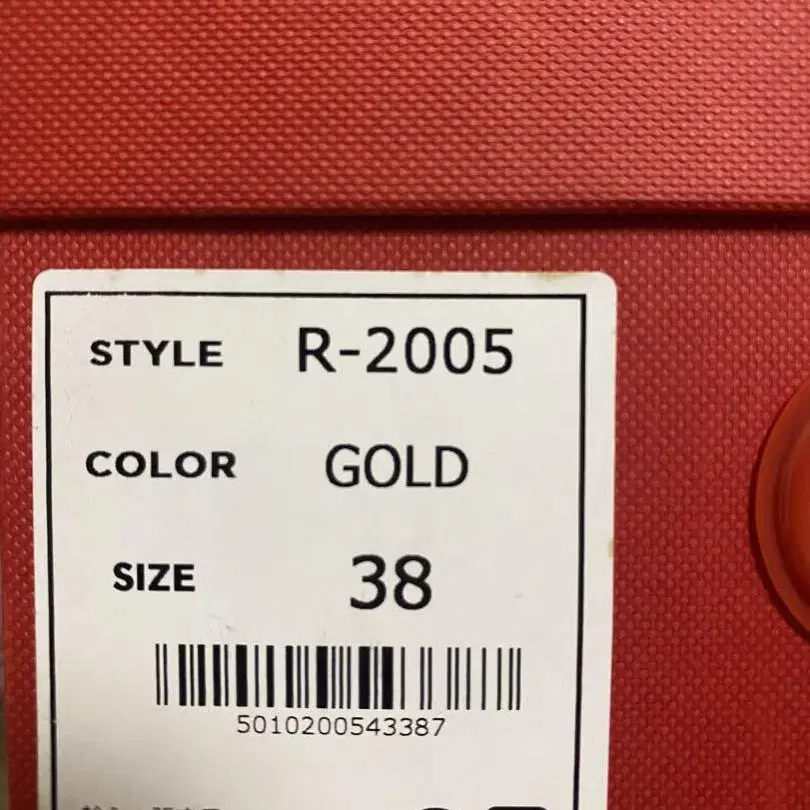 STYLE R-2005
COLOR GOLD
SIZE 38
5010200543387